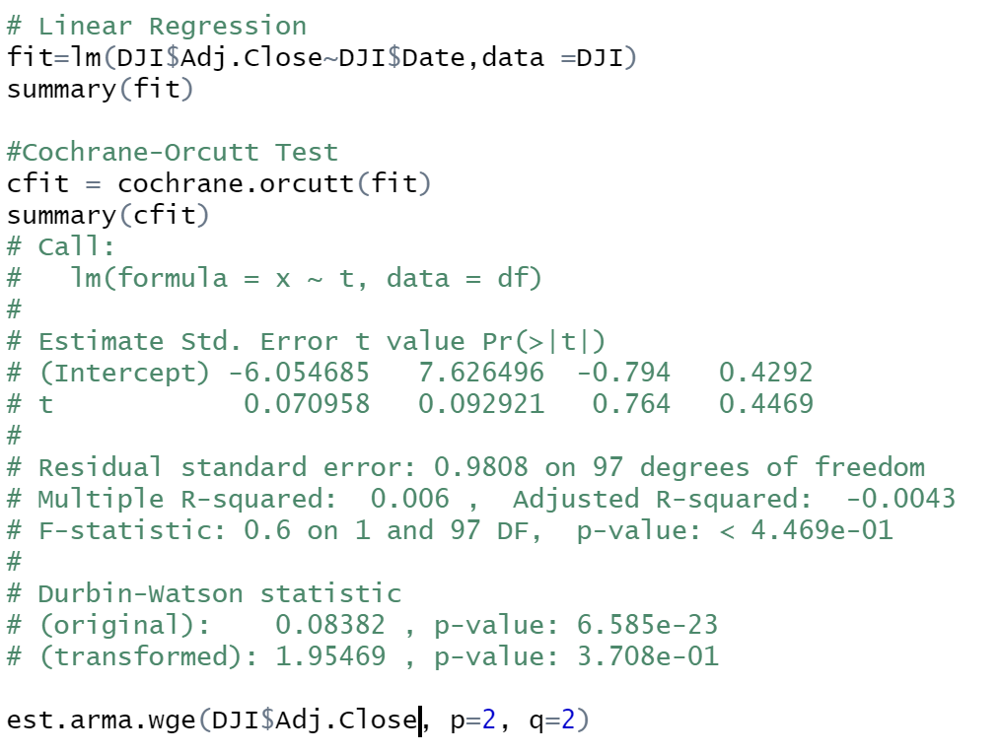 # Linear Regression
fit=lm(DJI$Adj.Close~DJI$Date,data =DJI)
summary(fit)
#Cochrane-Orcutt Test
cfit = cochrane.orcutt(fit)
summary(cfit)
# Call:
#   lm(formula = x ~ t, data = df)
#
# Estimate Std. Error t value Pr(>|t|)
# (Intercept) -6.054685   7.626496  -0.794   0.4292
# t            0.070958   0.092921   0.764   0.4469
#
# Residual standard error: 0.9808 on 97 degrees of freedom
# Multiple R-squared:  0.006 ,  Adjusted R-squared:  -0.0043
# F-statistic: 0.6 on 1 and 97 DF,  p-value: < 4.469e-01
#
# Durbin-Watson statistic
# (original):    0.08382 , p-value: 6.585e-23
# (transformed): 1.95469 , p-value: 3.708e-01
est.arma.wge(DJI$Adj.Close, p=2, q=2)